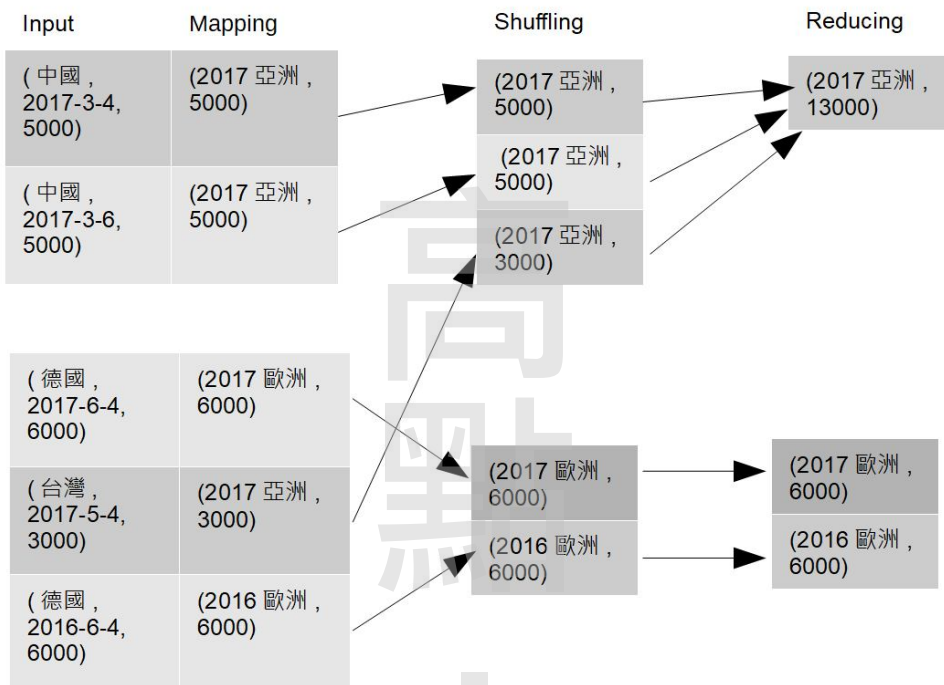 Input
Mapping
Shuffling
Reducing
( 中國 ,
2017-3-4,
5000)
(2017 亞洲 ,
5000)
(2017 亞洲 ,
5000)
(2017 亞洲 ,
13000)
( 中國 ,
2017-3-6,
5000)
(2017 亞洲 ,
5000)
(2017 亞洲 ,
5000)
(2017 亞洲 ,
3000)
( 德國 ,
2017-6-4,
6000)
(2017 歐洲 ,
6000)
( 台灣 ,
2017-5-4,
3000)
(2017 亞洲 ,
3000)
( 德國 ,
2016-6-4,
6000)
(2016 歐洲 ,
6000)
(2017 歐洲 ,
6000)
(2017 歐洲 ,
6000)
(2016 歐洲 ,
6000)
(2016 歐洲 ,
6000)
高
點